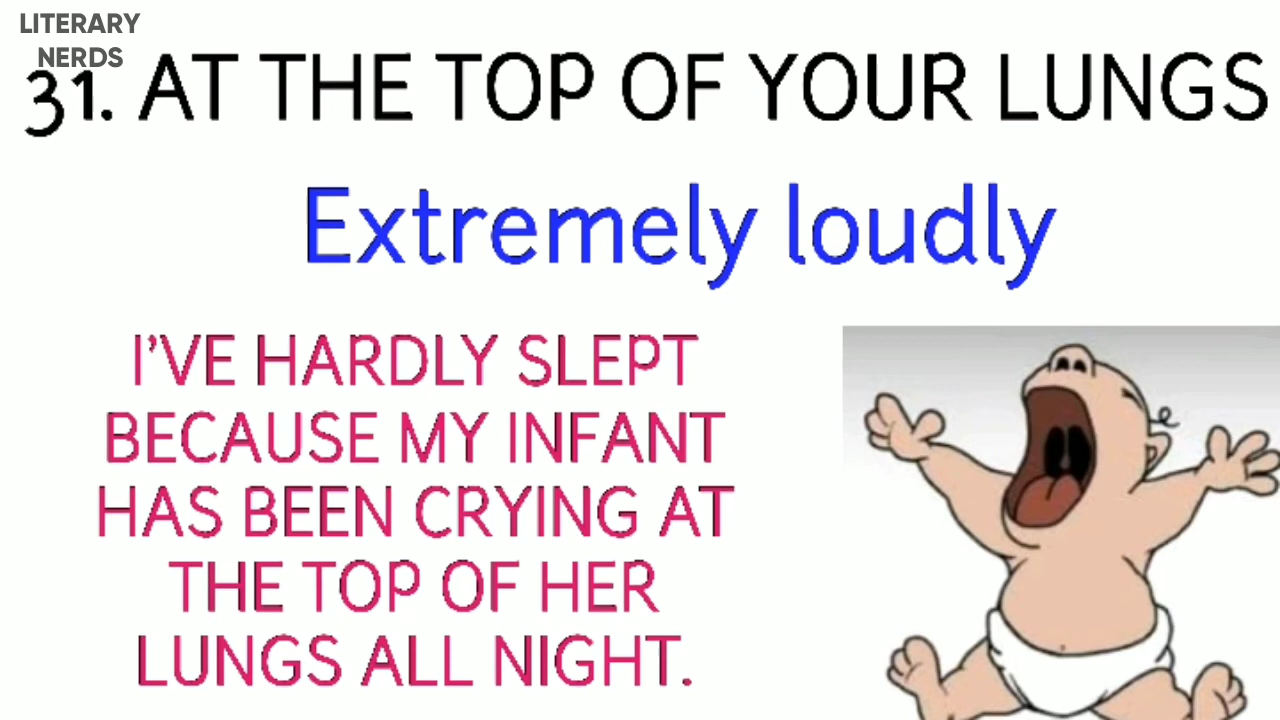 LITERARY
NERDS
31. AT THE TOP OF YOUR LUNGS
Extremely loudly
I'VE HARDLY SLEPT
BECAUSE MY INFANT
HAS BEEN CRYING AT
THE TOP OF HER
LUNGS ALL NIGHT.